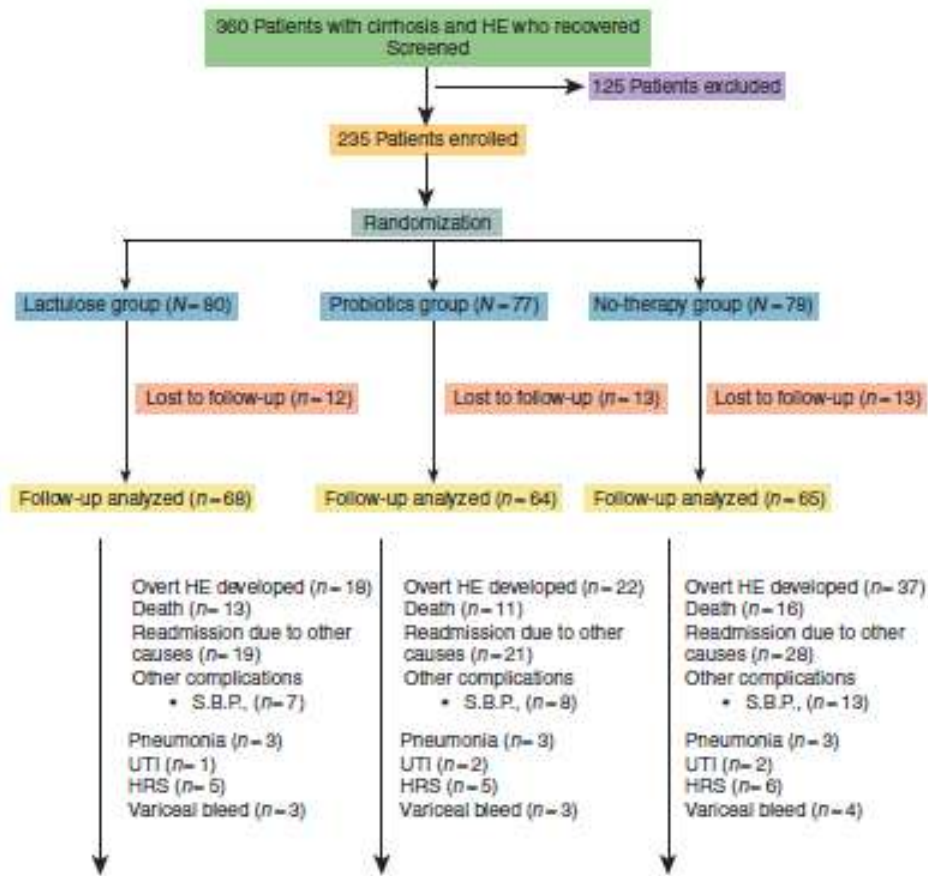 360 Patients with cirrhosis and HE who recovered
Screened
125 Patients excluded
235 Patients enrolled
Randomization
Lactulose group (N=80)
Probiotics group (N=77)
No-therapy group (N=78)
Lost to follow-up (n=12)
Lost to follow-up (n=13)
Lost to follow-up (n=13)
Follow-up analyzed (n=68)
Follow-up analyzed (n=64)
Follow-up analyzed (n=65)
Overt HE developed (n=18)
Death (n=13)
Readmission due to other
causes (n=19)
Other complications
• S.B.P., (n=7)
Pneumonia (n=3)
UTI (n=1)
HRS (n=5)
Variceal bleed (n=3)
Overt HE developed (n=22)
Death (n=11)
Readmission due to other
causes (n=21)
Other complications
• S.B.P., (n=8)
Pneumonia (n=3)
UTI (n=2)
HRS (n=5)
Variceal bleed (n=3)
Overt HE developed (n=37)
Death (n=16)
Readmission due to other
causes (n=28)
Other complications
• S.B.P., (n=13)
Pneumonia (n=3)
UTI (n=2)
HRS (n=6)
Variceal bleed (n=4)